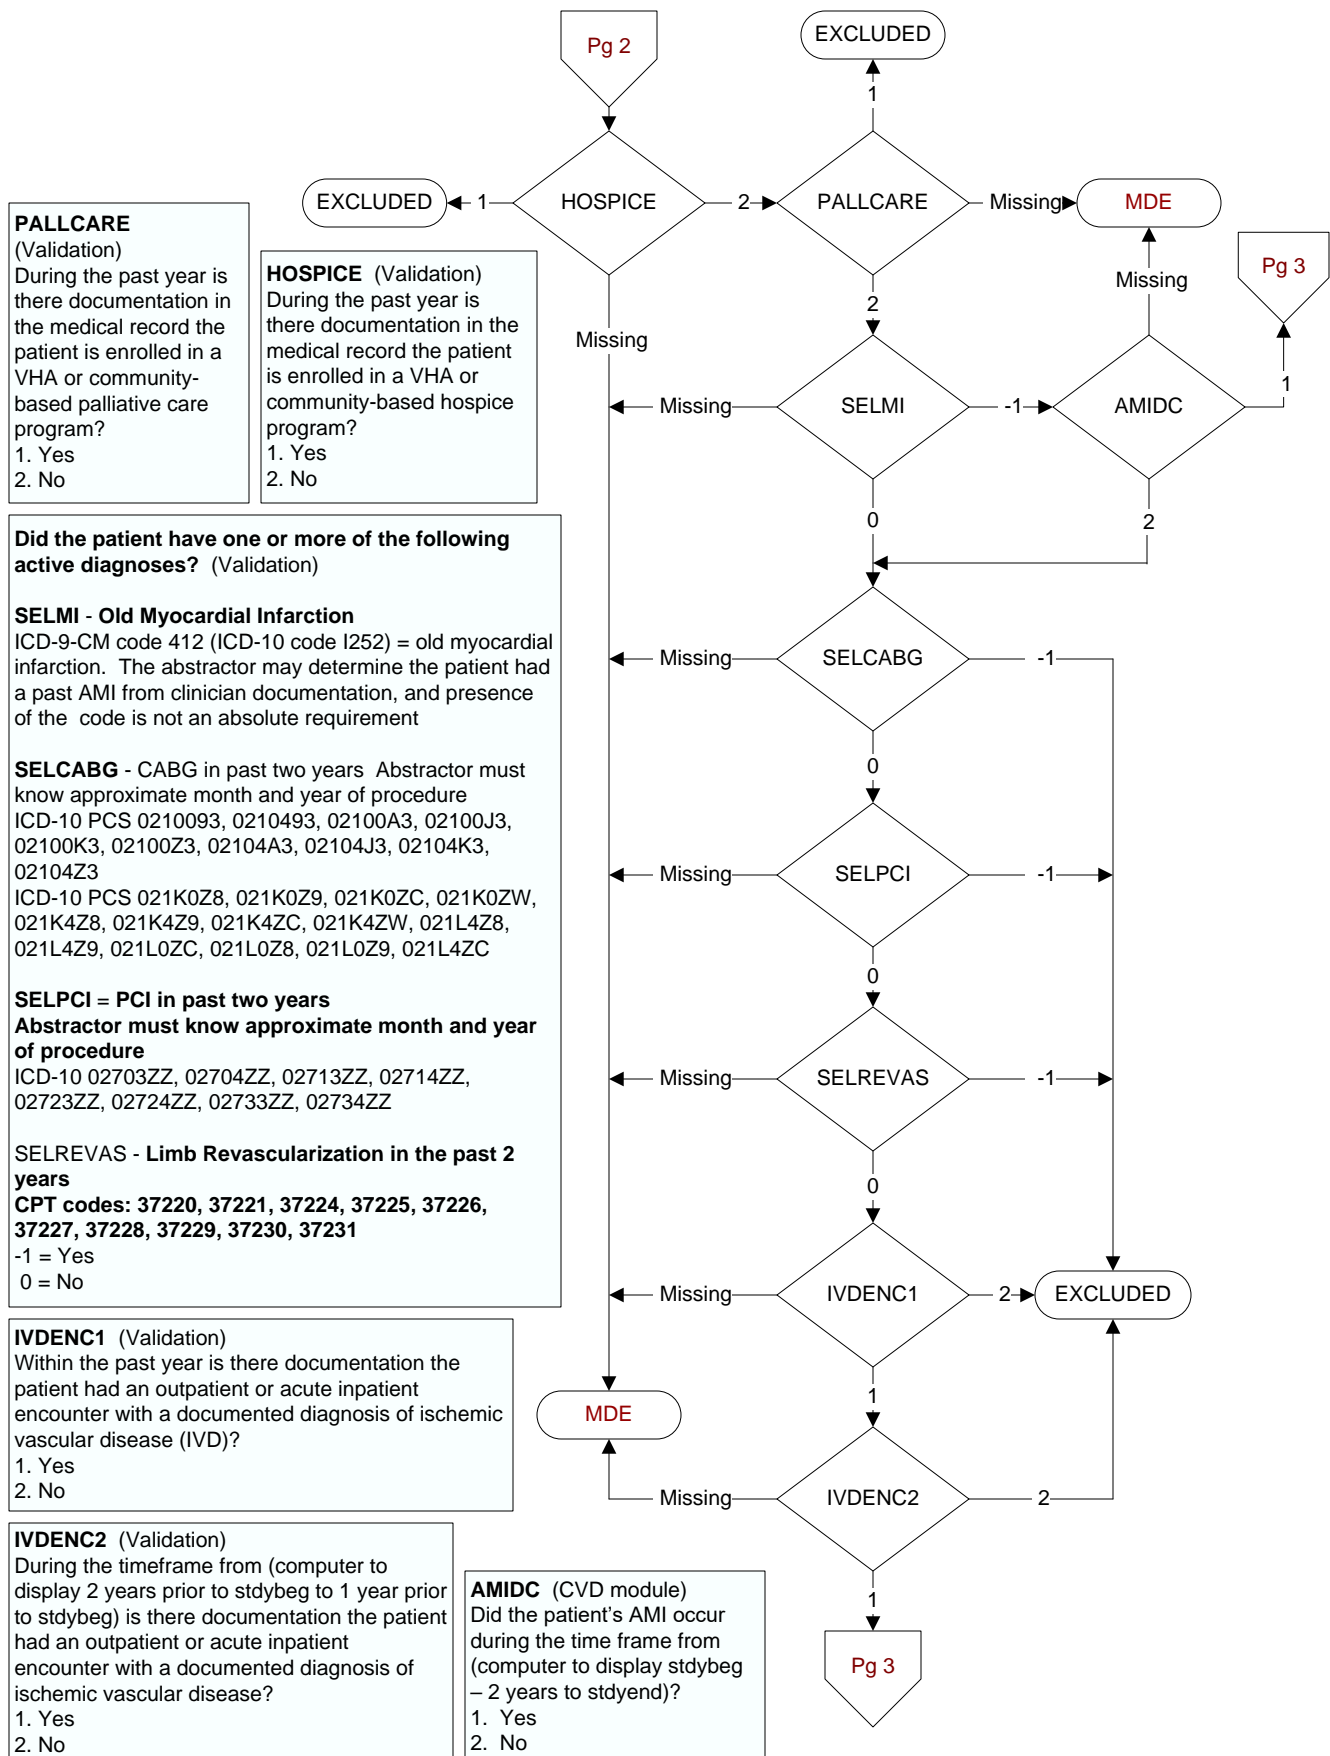 Pg 2
EXCLUDED
1
HOSPICE
1
EXCLUDED
2
PALLCARE
Missing
MDE
Pg 3
Missing
2
Missing
SELMI
Missing
-1
AMIDC
1
0
2
SELCABG
Missing
-1
0
SELPCI
Missing
-1
0
SELREVAS
Missing
-1
0
IVDENC1
Missing
2
EXCLUDED
1
MDE
IVDENC2
Missing
2
1
Pg 3
PALLCARE
(Validation)
During the past year is
there documentation in
the medical record the
patient is enrolled in a
VHA or community-
based palliative care
program?
1. Yes
2. No
HOSPICE (Validation)
During the past year is
there documentation in the
medical record the patient
is enrolled in a VHA or
community-based hospice
program?
1. Yes
2. No
Did the patient have one or more of the following
active diagnoses? (Validation)
SELMI - Old Myocardial Infarction
ICD-9-CM code 412 (ICD-10 code I252) = old myocardial
infarction. The abstractor may determine the patient had
a past AMI from clinician documentation, and presence
of the code is not an absolute requirement
SELCABG - CABG in past two years Abstractor must
know approximate month and year of procedure
ICD-10 PCS 0210093, 0210493, 02100A3, 02100J3,
02100K3, 02100Z3, 02104A3, 02104J3, 02104K3,
02104Z3
ICD-10 PCS 021K0Z8, 021K0Z9, 021K0ZC, 021K0ZW,
021K4Z8, 021K4Z9, 021K4ZC, 021K4ZW, 021L4Z8,
021L4Z9, 021L0ZC, 021L0Z8, 021L0Z9, 021L4ZC
SELPCI = PCI in past two years
Abstractor must know approximate month and year
of procedure
ICD-10 02703ZZ, 02704ZZ, 02713ZZ, 02714ZZ,
02723ZZ, 02724ZZ, 02733ZZ, 02734ZZ
SELREVAS - Limb Revascularization in the past 2
years
CPT codes: 37220, 37221, 37224, 37225, 37226,
37227, 37228, 37229, 37230, 37231
-1 = Yes
0 = No
IVDENC1 (Validation)
Within the past year is there documentation the
patient had an outpatient or acute inpatient
encounter with a documented diagnosis of ischemic
vascular disease (IVD)?
1. Yes
2. No
IVDENC2 (Validation)
During the timeframe from (computer to
display 2 years prior to stdybeg to 1 year prior
to stdybeg) is there documentation the patient
had an outpatient or acute inpatient
encounter with a documented diagnosis of
ischemic vascular disease?
1. Yes
2. No
AMIDC (CVD module)
Did the patient's AMI occur
during the time frame from
(computer to display stdybeg
– 2 years to stdyend)?
1. Yes
2. No